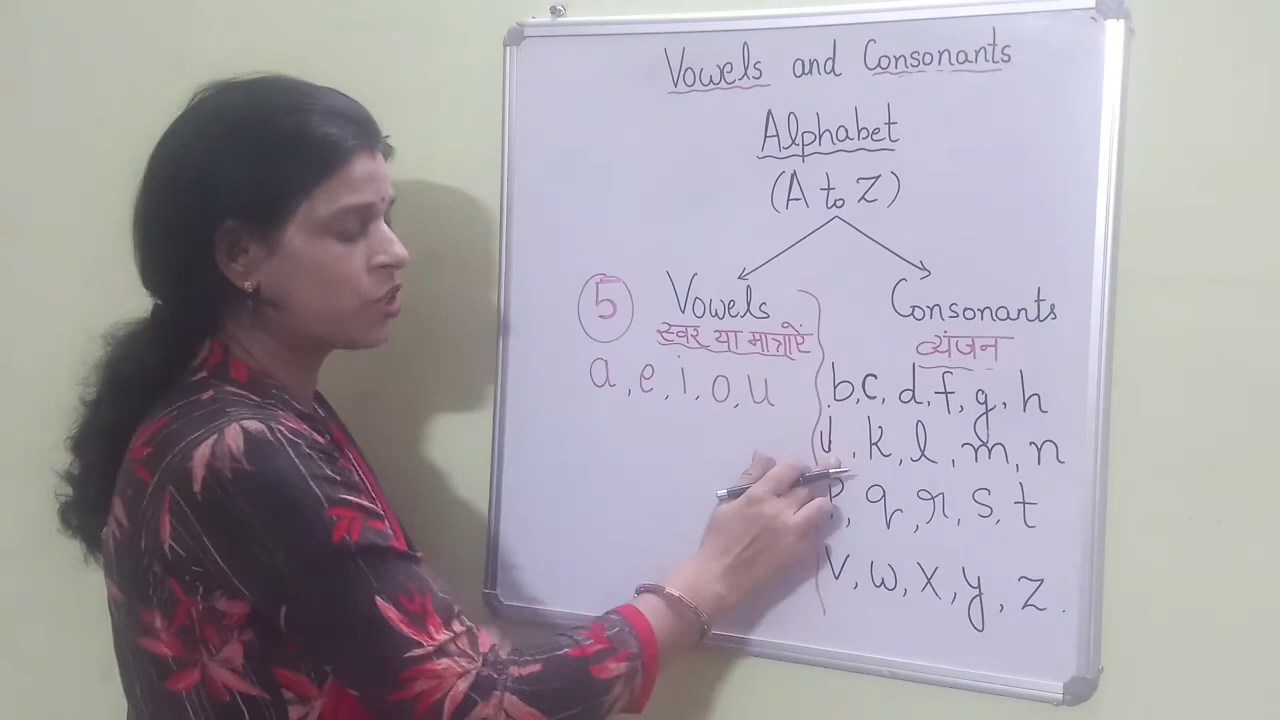 Vowels and Consonants
Alphabet
(A to Z)
5 Vowels
स्वर या मात्राऐं
a, e, i, o, u
Consonants
व्यंजन
b, c, d, f, g, h
j, k, l, m, n
p, q, r, s, t
v, w, x, y, z.